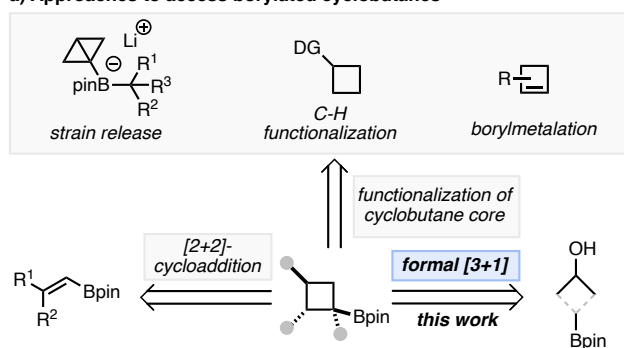 a) Approaches to access borylated cyclobutanes
Li ⊕
⊖
R1
pinB
R3
R2
strain release
DG
C-H
functionalization
R
borylmetalation
functionalization of
cyclobutane core
[2+2]-
cycloaddition
R1
Bpin
R2
Bpin
formal [3+1]
this work
OH
Bpin